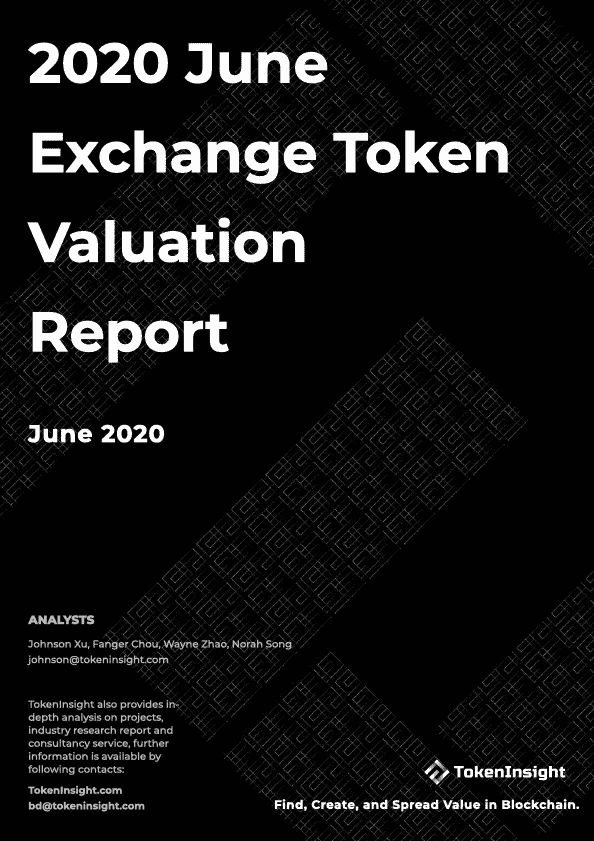 2020 June
Exchange Token
Valuation
Report
June 2020
ANALYSTS
Johnson Xu, Fanger Chou, Wayne Zhao, Norah Song
johnson@tokeninsight.com
TokenInsight also provides in-
depth analysis on projects,
industry research report and
consultancy service, further
information is available by
following contacts:
TokenInsight.com
bd@tokeninsight.com
TokenInsight
Find, Create, and Spread Value in Blockchain.